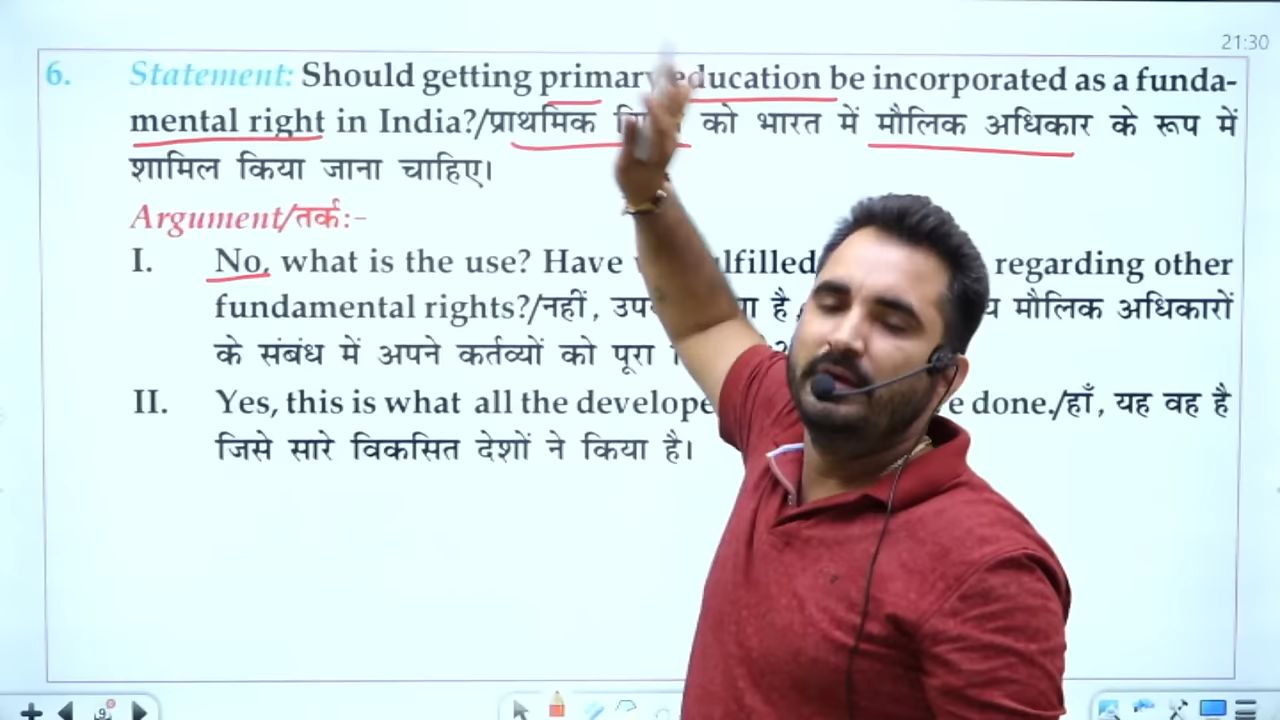 21:30
6. Statement: Should getting primary education be incorporated as a funda-
mental right in India?/प्राथमिक को भारत में मौलिक अधिकार के रूप में
शामिल किया जाना चाहिए।
Argument/तर्क:-
I. No, what is the use? Have regarding other
fundamental rights?/नहीं, है, मौलिक अधिकारों
के संबंध में अपने कर्तव्यों को पूरा
II. Yes, this is what all the done./हाँ, यह वह है
जिसे सारे विकसित देशों ने किया है।